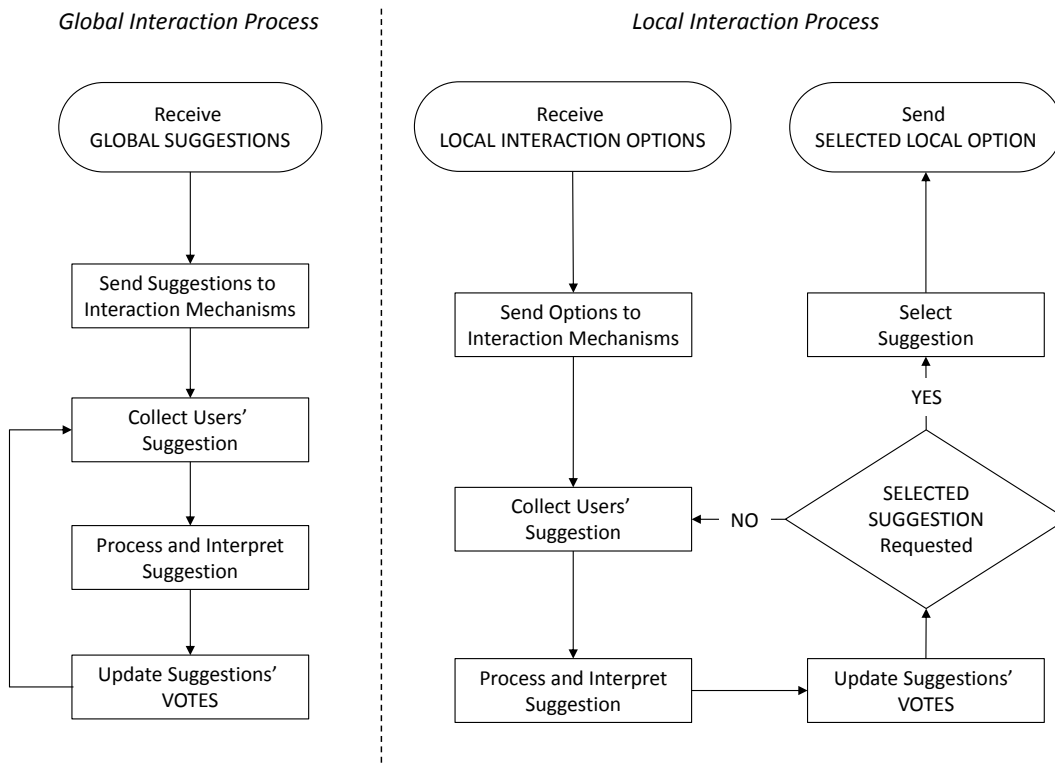 Global Interaction Process
Receive
GLOBAL SUGGESTIONS
Send Suggestions to
Interaction Mechanisms
Collect Users'
Suggestion
Process and Interpret
Suggestion
Update Suggestions'
VOTES
Local Interaction Process
Receive
LOCAL INTERACTION OPTIONS
Send Options to
Interaction Mechanisms
Collect Users'
Suggestion
Process and Interpret
Suggestion
Update Suggestions'
VOTES
SELECTED
SUGGESTION
Requested
NO
YES
Select
Suggestion
Send
SELECTED LOCAL OPTION